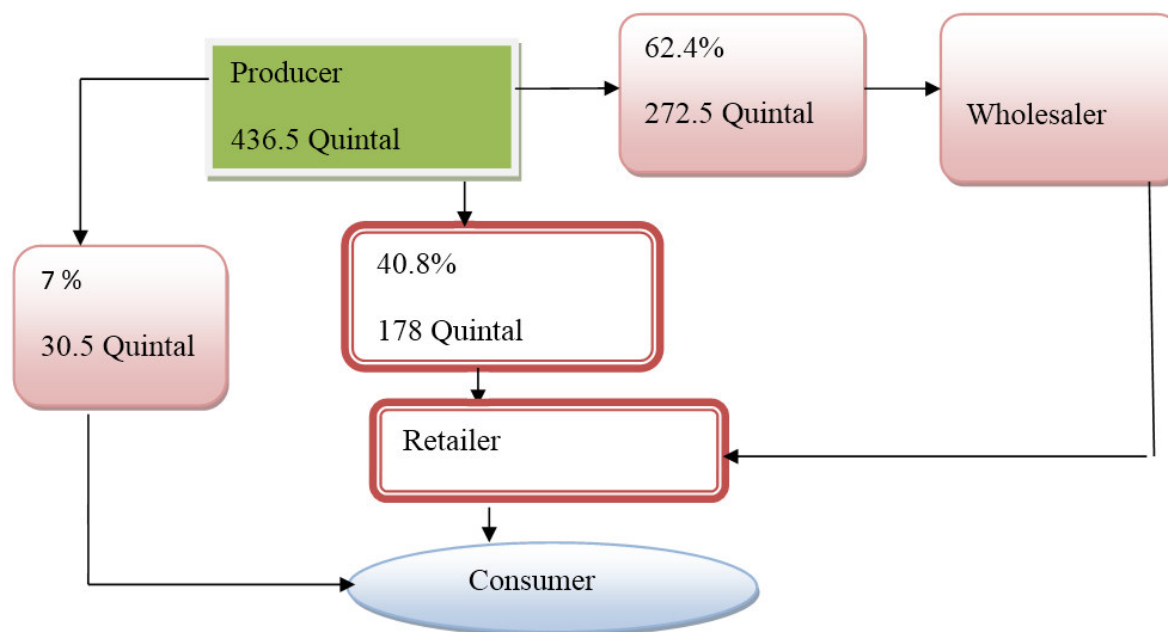 Producer
436.5 Quintal
62.4%
272.5 Quintal
Wholesaler
7 %
30.5 Quintal
40.8%
178 Quintal
Retailer
Consumer